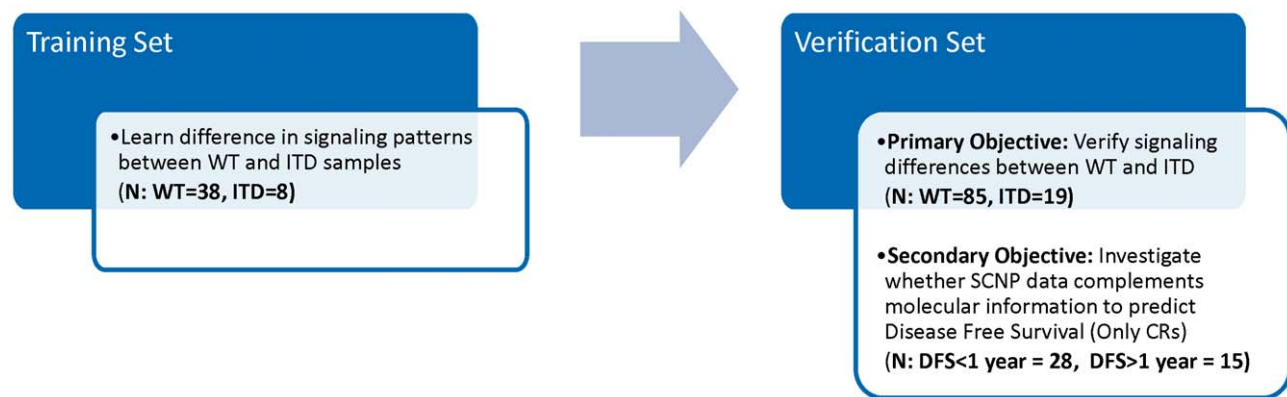 Training Set
•Learn difference in signaling patterns
between WT and ITD samples
(N: WT=38, ITD=8)
Verification Set
•Primary Objective: Verify signaling
differences between WT and ITD
(N: WT=85, ITD=19)
•Secondary Objective: Investigate
whether SCNP data complements
molecular information to predict
Disease Free Survival (Only CRs)
(N: DFS<1 year = 28, DFS>1 year = 15)